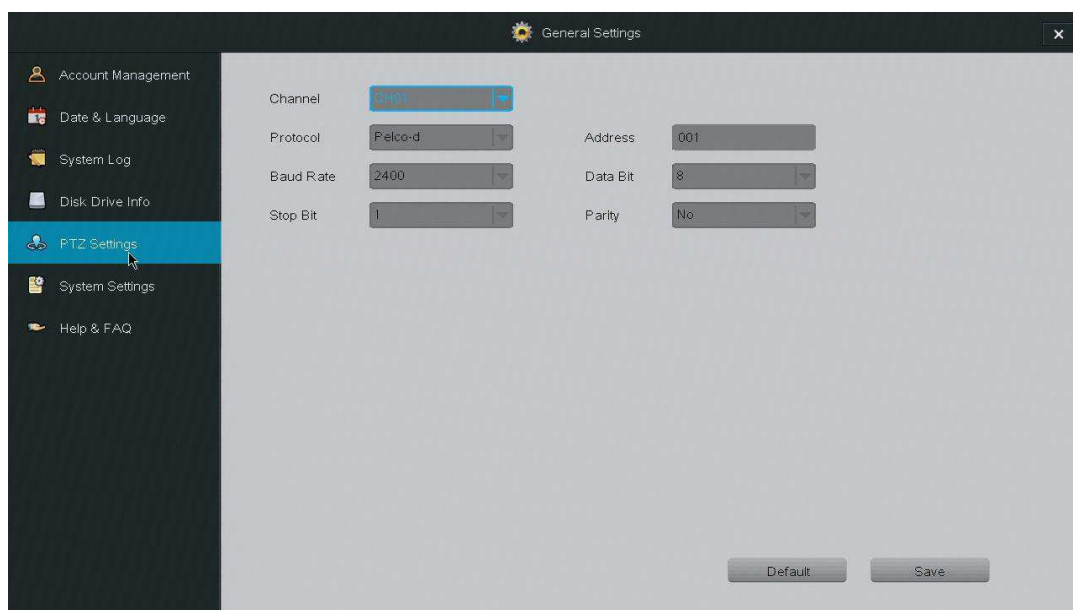 General Settings
Account Management
Date & Language
System Log
Disk Drive Info
PTZ Settings
System Settings
Help & FAQ
Channel CH01
Protocol Pelco-d Address 001
Baud Rate 2400 Data Bit 8
Stop Bit 1 Parity No
Default Save